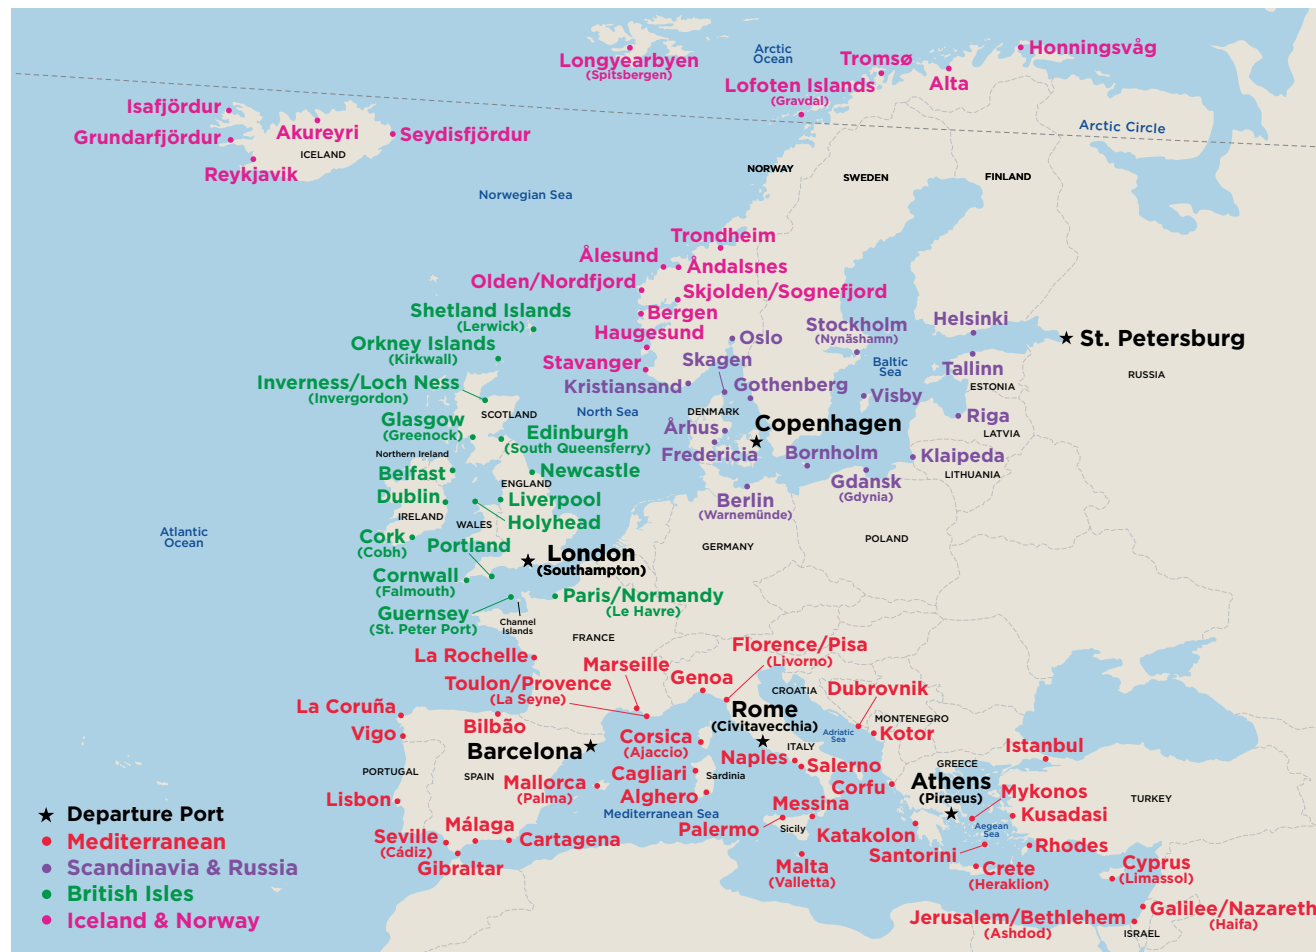 Longyearbyen
(Spitsbergen)
Arctic
Ocean
Tromsø
Honningsvåg
Lofoten Islands
(Gravdal)
Alta
Isafjördur
Grundarfjördur
Akureyri
Seydisfjördur
ICELAND
Reykjavik
Arctic Circle
NORWAY
SWEDEN
FINLAND
Norwegian Sea
Trondheim
Ålesund
Åndalsnes
Olden/Nordfjord
Skjolden/Sognefjord
Bergen
Haugesund
Stavanger
Shetland Islands
(Lerwick)
Orkney Islands
(Kirkwall)
Inverness/Loch Ness
(Invergordon)
SCOTLAND
North Sea
Glasgow
(Greenock)
Edinburgh
(South Queensferry)
Northern Ireland
Belfast
Newcastle
ENGLAND
Dublin
Liverpool
IRELAND
WALES
Holyhead
Cork
(Cobh)
Portland
London
(Southampton)
Cornwall
(Falmouth)
Guernsey
(St. Peter Port)
Channel
Islands
Paris/Normandy
(Le Havre)
Atlantic
Ocean
Oslo
Stockholm
(Nynäshamn)
Helsinki
St. Petersburg
Skagen
Baltic
Sea
Tallinn
ESTONIA
RUSSIA
Kristiansand
Gothenberg
Visby
DENMARK
Copenhagen
Riga
LATVIA
Århus
Fredericia
Bornholm
Klaipeda
LITHUANIA
Gdansk
(Gdynia)
Berlin
(Warnemünde)
GERMANY
POLAND
FRANCE
La Rochelle
Marseille
Florence/Pisa
(Livorno)
Toulon/Provence
(La Seyne)
Genoa
CROATIA
Dubrovnik
La Coruña
Bilbão
Rome
(Civitavecchia)
MONTENEGRO
Vigo
Barcelona
Corsica
(Ajaccio)
Adriatic
Sea
Kotor
ITALY
Istanbul
PORTUGAL
SPAIN
Mallorca
(Palma)
Cagliari
Sardinia
Naples
Salerno
GREECE
Athens
(Piraeus)
Lisbon
Alghero
Corfu
Mykonos
TURKEY
Mediterranean Sea
Messina
Kusadasi
Seville
(Cádiz)
Málaga
Cartagena
Palermo
Sicily
Katakolon
Aegean
Sea
Gibraltar
Santorini
Rhodes
Malta
(Valletta)
Crete
(Heraklion)
Cyprus
(Limassol)
Galilee/Nazareth
(Haifa)
Jerusalem/Bethlehem
(Ashdod)
ISRAEL
Departure Port
Mediterranean
Scandinavia & Russia
British Isles
Iceland & Norway